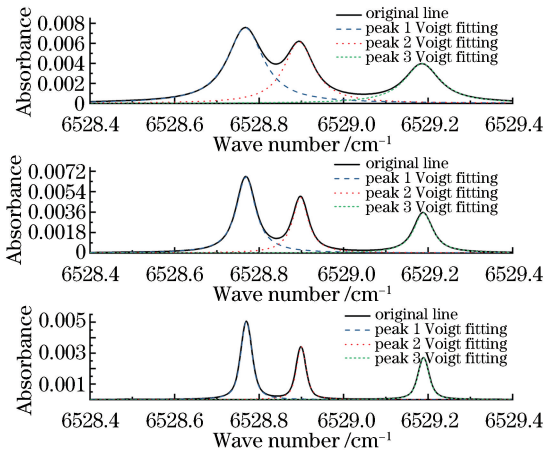 0.008
0.006
0.004
0.002
0
Absorbance
original line
peak 1 Voigt fitting
peak 2 Voigt fitting
peak 3 Voigt fitting
6528.4 6528.6 6528.8 6529.0 6529.2 6529.4
Wave number /cm⁻¹
0.0072
0.0054
0.0036
0.0018
0
Absorbance
original line
peak 1 Voigt fitting
peak 2 Voigt fitting
peak 3 Voigt fitting
6528.4 6528.6 6528.8 6529.0 6529.2 6529.4
Wave number /cm⁻¹
0.005
0.003
0.001
Absorbance
original line
peak 1 Voigt fitting
peak 2 Voigt fitting
peak 3 Voigt fitting
6528.4 6528.6 6528.8 6529.0 6529.2 6529.4
Wave number /cm⁻¹